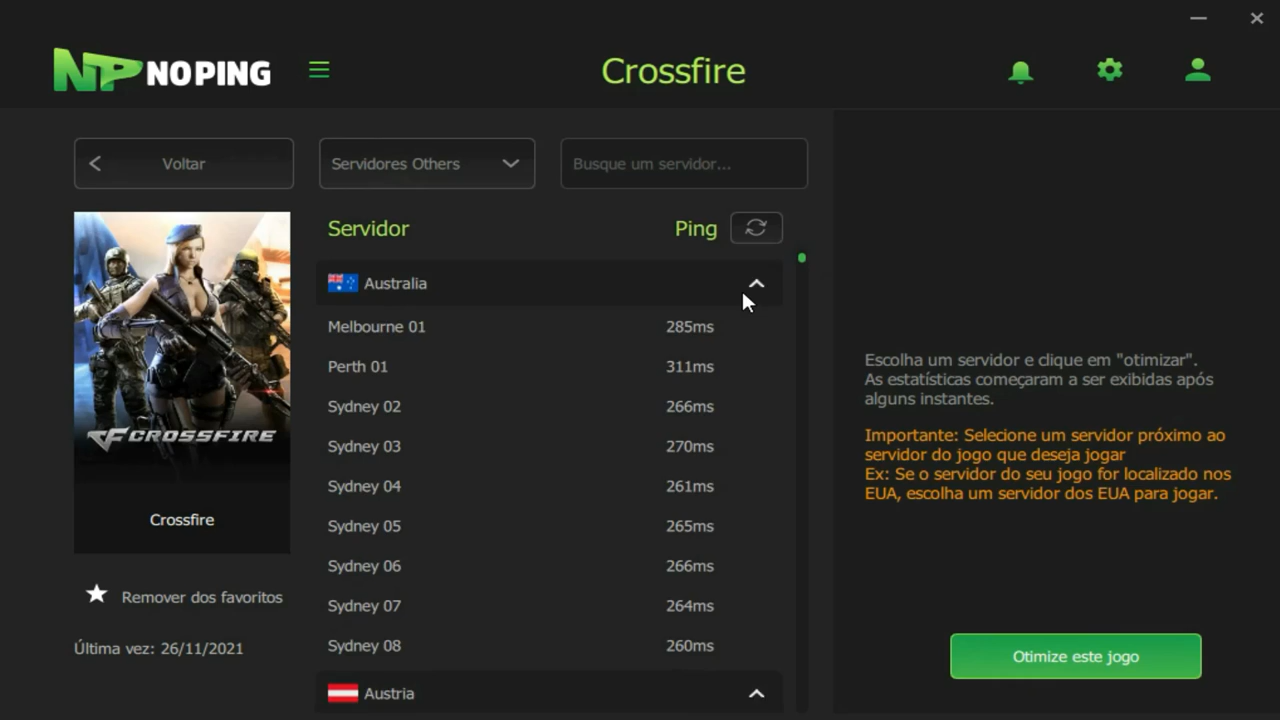 NP NOPING
Crossfire
Voltar
Servidores Others
Busque um servidor...
Servidor
Ping
Australia
Melbourne 01 285ms
Perth 01 311ms
Sydney 02 266ms
Sydney 03 270ms
Sydney 04 261ms
Sydney 05 265ms
Sydney 06 266ms
Sydney 07 264ms
Sydney 08 260ms
Austria
CF CROSSFIRE
Crossfire
Remover dos favoritos
Última vez: 26/11/2021
Escolha um servidor e clique em "otimizar".
As estatísticas começaram a ser exibidas após
alguns instantes.
Importante: Selecione um servidor próximo ao
servidor do jogo que deseja jogar
Ex: Se o servidor do seu jogo for localizado nos
EUA, escolha um servidor dos EUA para jogar.
Otimize este jogo